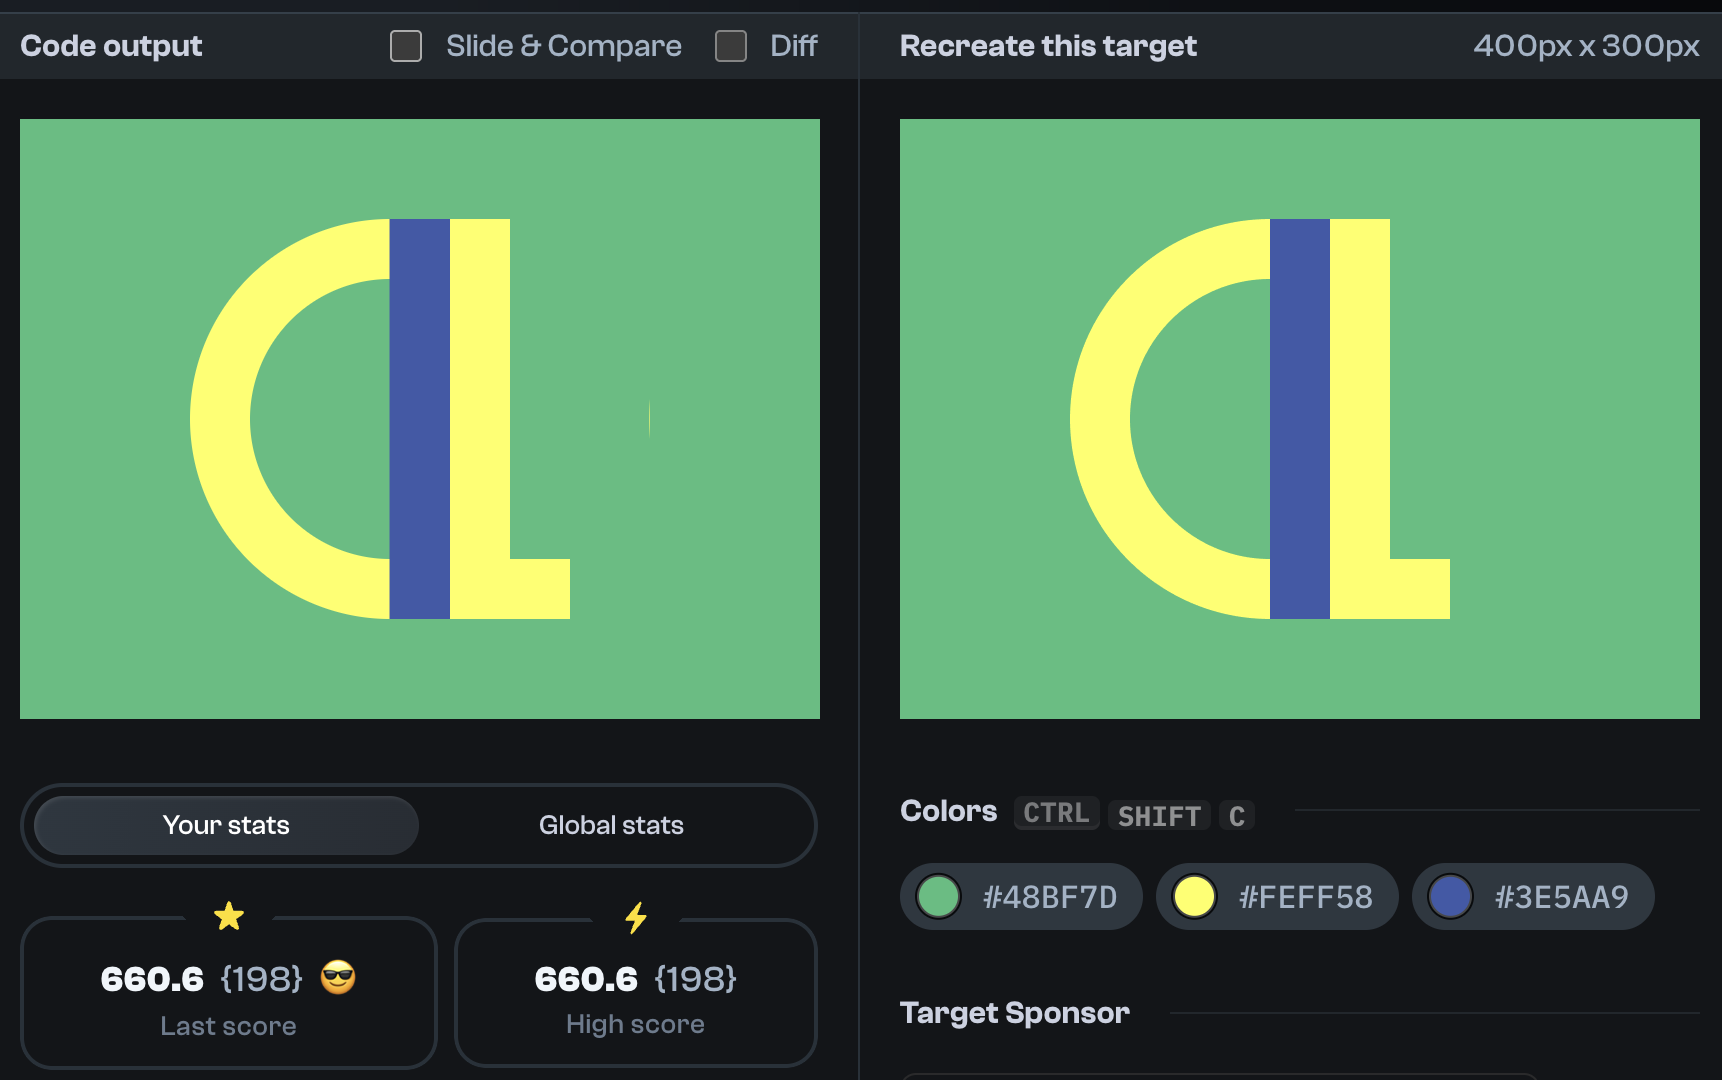 Code output
Slide & Compare
Diff
Recreate this target
400px x 300px
Your stats
Global stats
660.6 {198}
Last score
660.6 {198}
High score
Colors CTRL SHIFT C
#48BF7D
#FEFF58
#3E5AA9
Target Sponsor